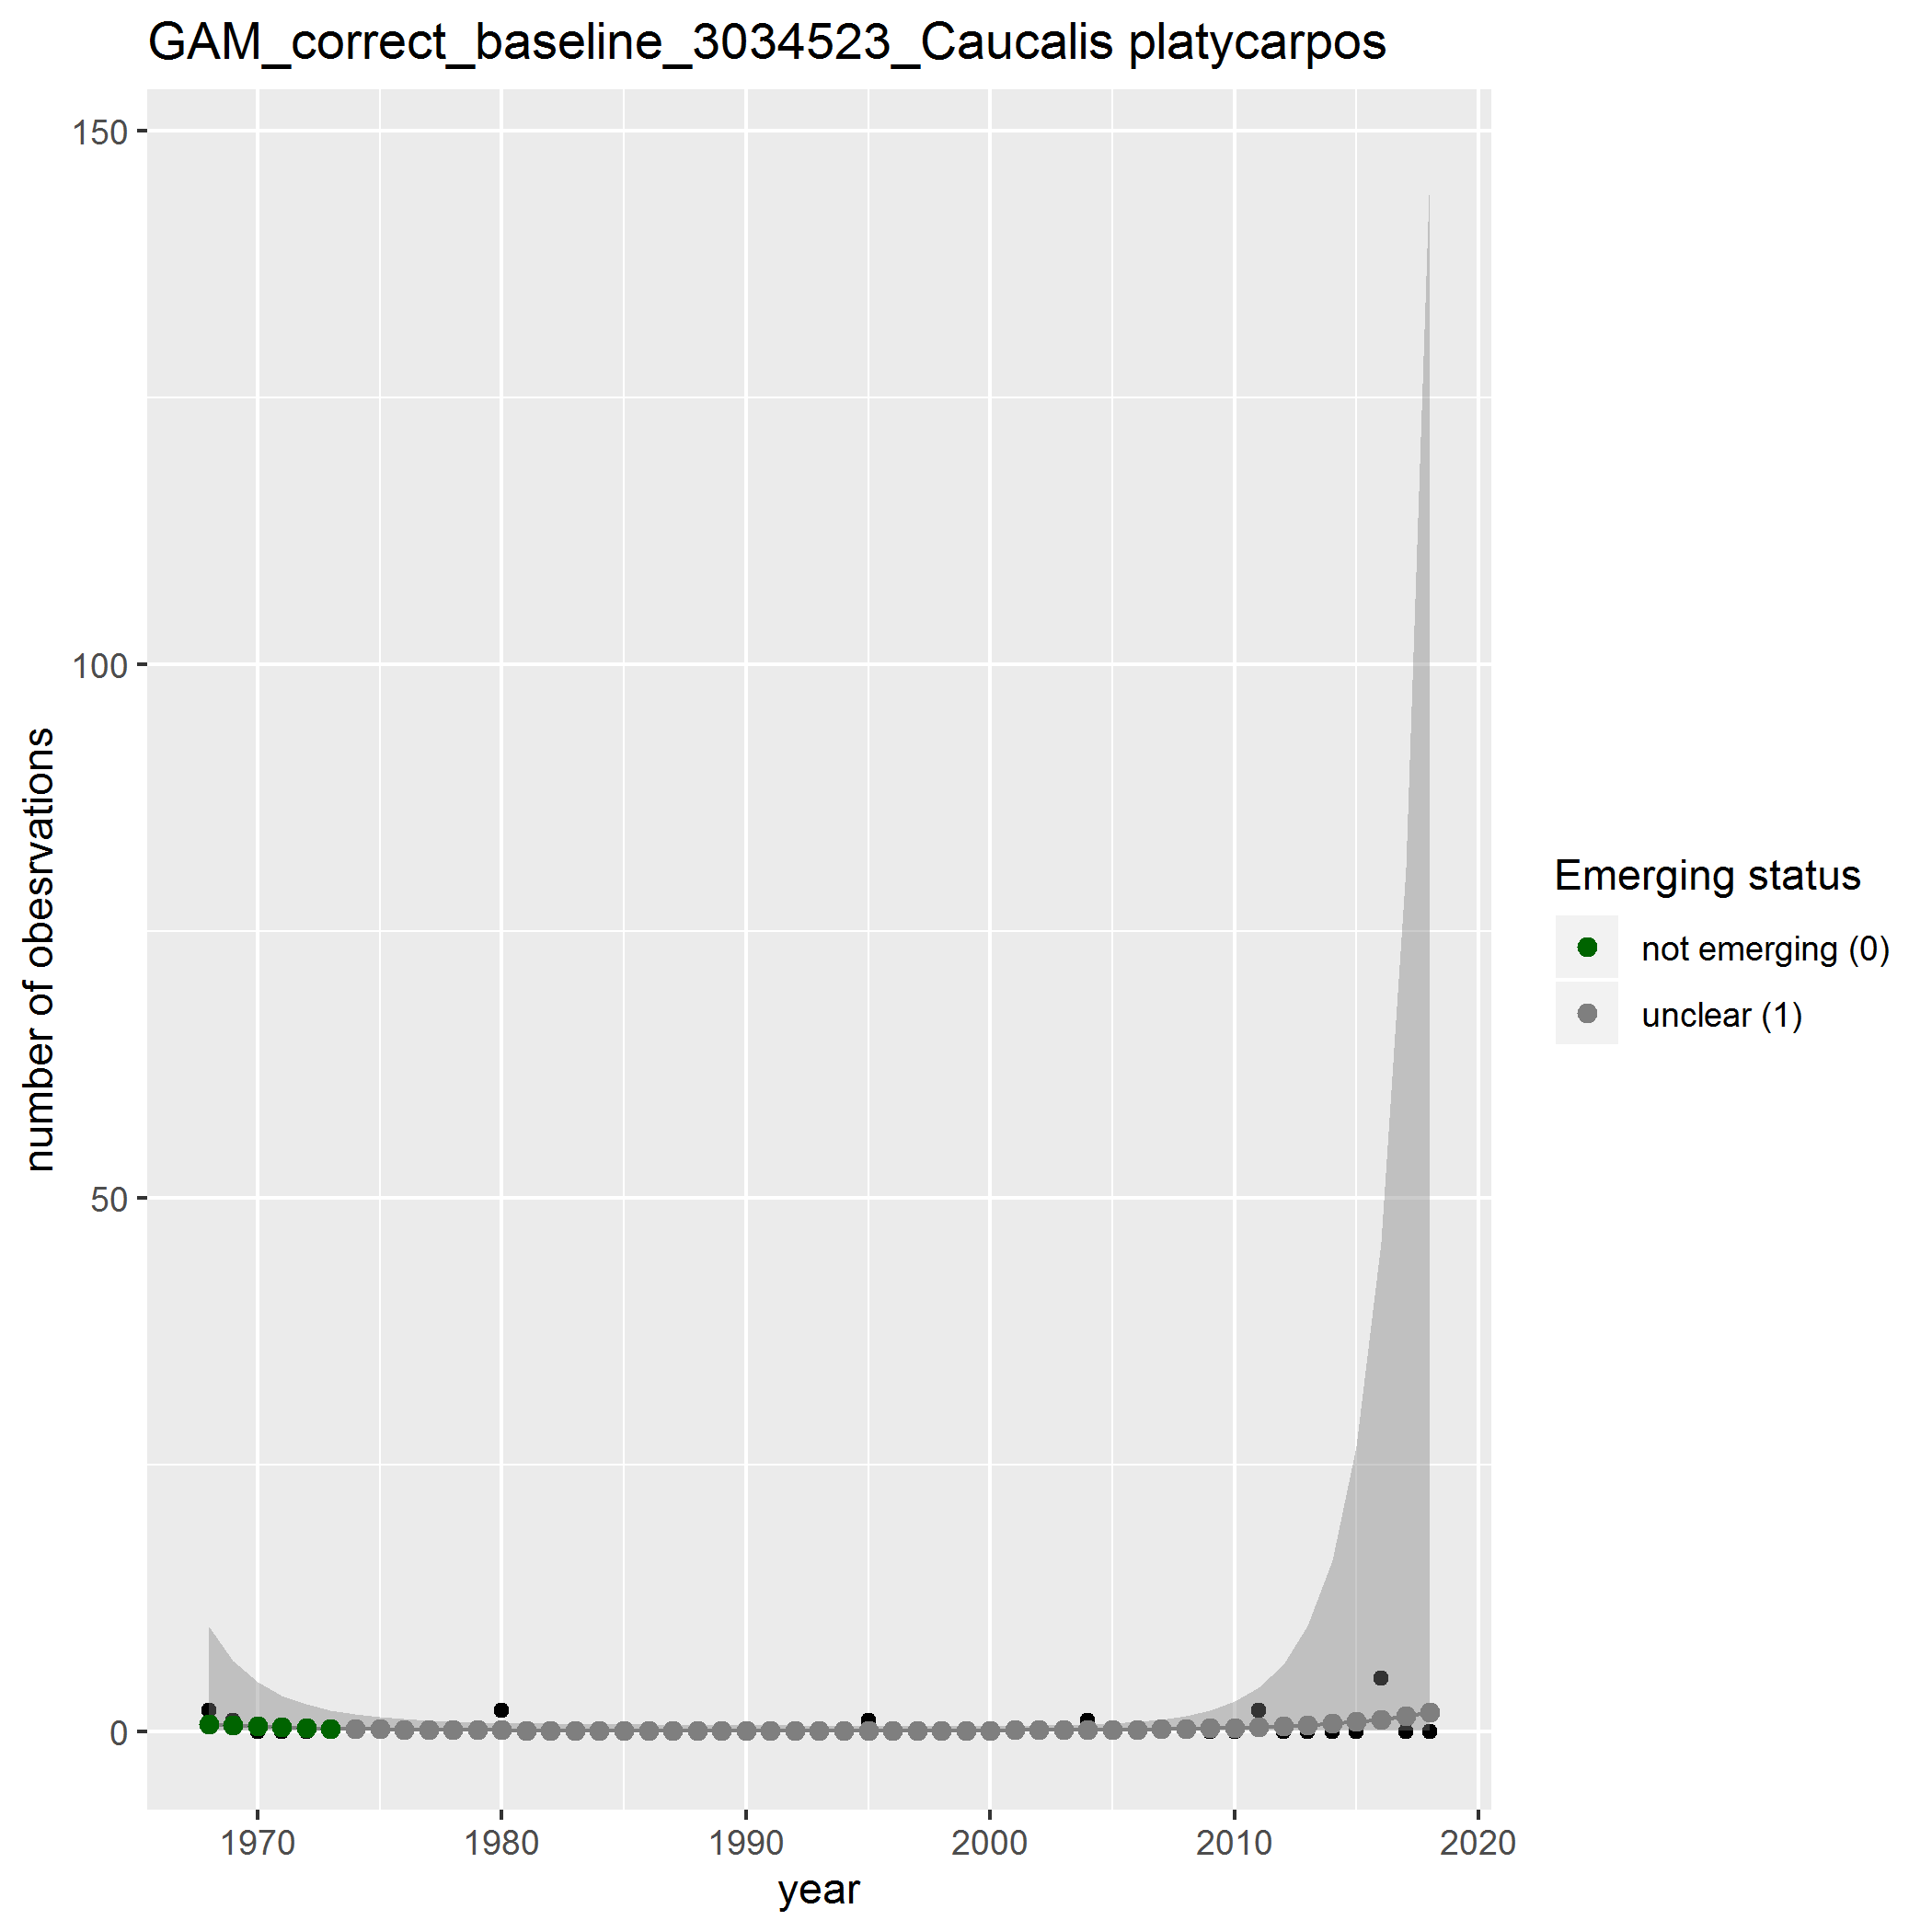 GAM_correct_baseline_3034523_Caucalis platycarpos
150
100
50
0
number of obesrvations
1970 1980 1990 2000 2010 2020
year
Emerging status
not emerging (0)
unclear (1)